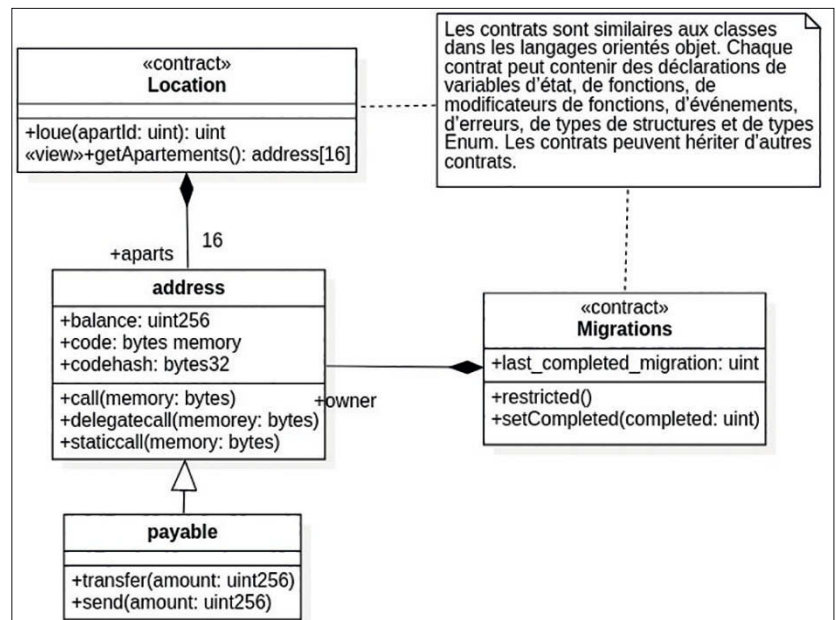 «contract»
Location
+loue(apartId: uint): uint
«view»+getApartements(): address[16]
Les contrats sont similaires aux classes
dans les langages orientés objet. Chaque
contrat peut contenir des déclarations de
variables d'état, de fonctions, de
modificateurs de fonctions, d'événements,
d'erreurs, de types de structures et de types
Enum. Les contrats peuvent hériter d'autres
contrats.
16
+aparts
address
+balance: uint256
+code: bytes memory
+codehash: bytes32
+call(memory: bytes)
+delegatecall(memorey: bytes)
+staticcall(memory: bytes)
+owner
«contract»
Migrations
+last_completed_migration: uint
+restricted()
+setCompleted(completed: uint)
payable
+transfer(amount: uint256)
+send(amount: uint256)